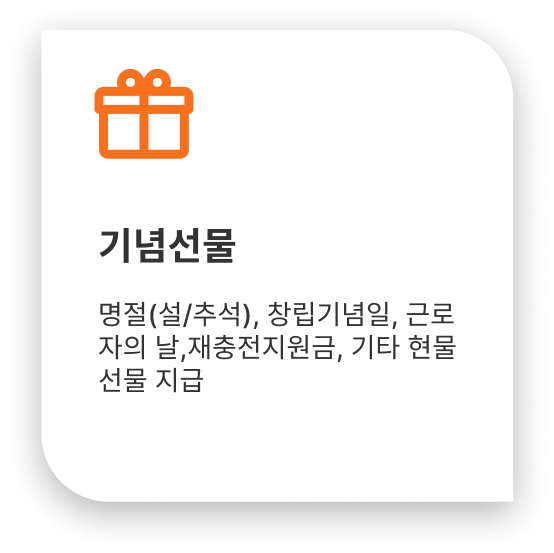 기념선물
명절(설/추석), 창립기념일, 근로
자의 날,재충전지원금, 기타 현물
선물 지급